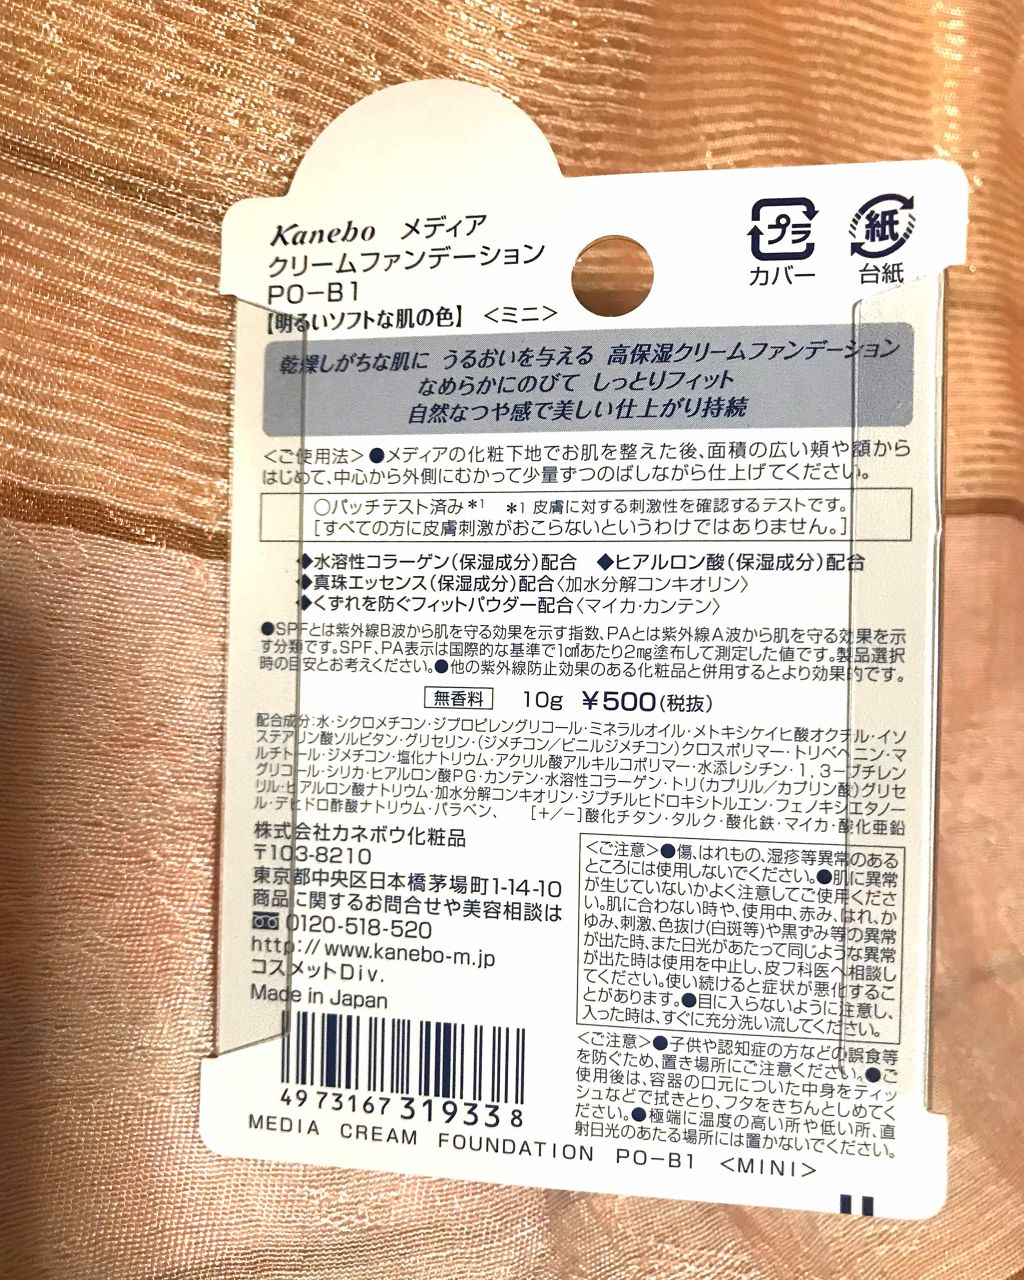 Kanebo メディア
クリームファンデーション
PO-B1
【明るいソフトな肌の色】 <ミニ>
プラ
カバー
紙
台紙
乾燥しがちな肌に うるおいを与える 高保湿クリームファンデーション
なめらかにのびて しっとりフィット
自然なつや感で美しい仕上がり持続
<ご使用法>●メディアの化粧下地でお肌を整えた後、面積の広い頬や額から
はじめて、中心から外側にむかって少量ずつのばしながら仕上げてください。
○パッチテスト済み*1 *1 皮膚に対する刺激性を確認するテストです。
[すべての方に皮膚刺激がおこらないというわけではありません。]
◆水溶性コラーゲン(保湿成分)配合 ◆ヒアルロン酸(保湿成分)配合
◆真珠エッセンス(保湿成分)配合〈加水分解コンキオリン〉
◆くずれを防ぐフィットパウダー配合〈マイカ・カンテン〉
●SPFとは紫外線B波から肌を守る効果を示す指数、PAとは紫外線A波から肌を守る効果を示
す分類です。SPF、PA表示は国際的な基準で1c㎡あたり2mg塗布して測定した値です。製品選択
時の目安とお考えください。●他の紫外線防止効果のある化粧品と併用するとより効果的です。
無香料 10g ¥500(税抜)
配合成分:水・シクロメチコン・ジプロピレングリコール・ミネラルオイル・メトキシケイヒ酸オクチル・イソ
ステアリン酸ソルビタン・グリセリン・(ジメチコン/ビニルジメチコン)クロスポリマー・トリベヘニン・マ
ルチトール・ジメチコン・塩化ナトリウム・アクリル酸アルキルコポリマー・水添レシチン・1,3-ブチレン
グリコール・シリカ・ヒアルロン酸PG・カンテン・水溶性コラーゲン・トリ(カプリル/カプリン酸)グリセ
リル・ヒアルロン酸ナトリウム・加水分解コンキオリン・ジブチルヒドロキシトルエン・フェノキシエタノー
ル・デヒドロ酢酸ナトリウム・パラベン、 [+/-]酸化チタン・タルク・酸化鉄・マイカ・酸化亜鉛
株式会社カネボウ化粧品
〒103-8210
東京都中央区日本橋茅場町1-14-10
商品に関するお問合せや美容相談は
0120-518-520
http://www.kanebo-m.jp
コスメットDiv.
Made in Japan
4973167319338
<ご注意>●傷、はれもの、湿疹等異常のある
ところには使用しないでください。●肌に異常
が生じていないかよく注意してご使用くださ
い。肌に合わない時や、使用中、赤み、はれ、か
ゆみ、刺激、色抜け(白斑等)や黒ずみ等の異常
が出た時、また日光があたって同じような異常
が出た時は使用を中止し、皮フ科医へ相談し
てください。使い続けると症状が悪化するこ
とがあります。●目に入らないように注意し、
入った時は、すぐに充分洗い流してください。
<ご注意>●子供や認知症の方などの誤食等
を防ぐため、置き場所にご注意ください。●ご
使用後は、容器の口元についた中身をティッ
シュなどで拭きとり、フタをきちんとしめてく
ださい。●極端に温度の高い所や低い所、直
射日光のあたる場所には置かないでください。
MEDIA CREAM FOUNDATION PO-B1 <MINI>